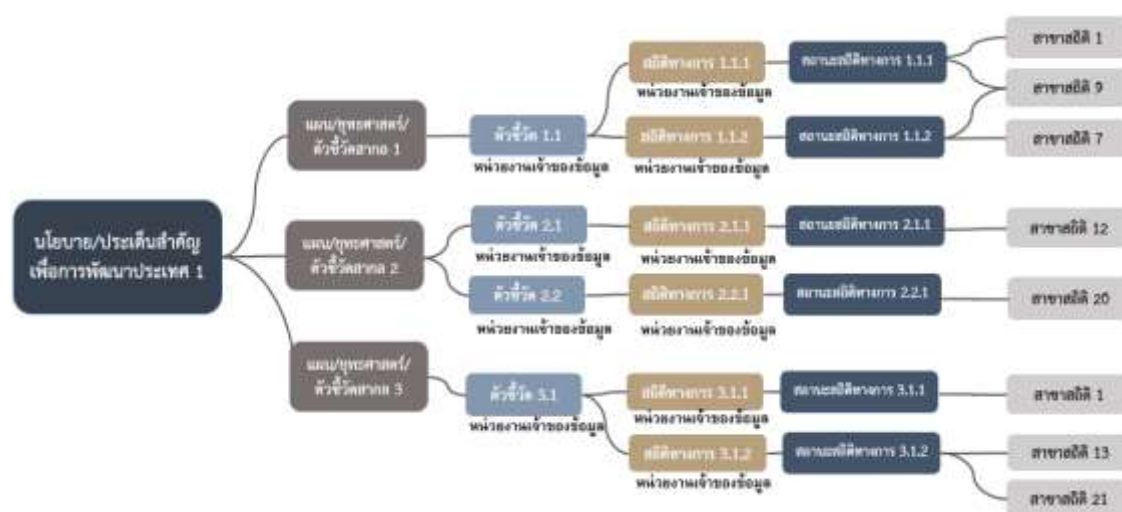 นโยบาย/ประเด็นสำคัญ
เพื่อการพัฒนาประเทศ 1
แผน/ยุทธศาสตร์/
ตัวชี้วัดสากล 1
ตัวชี้วัด 1.1
หน่วยงานเจ้าของข้อมูล
สถิติทางการ 1.1.1
หน่วยงานเจ้าของข้อมูล
สถานะสถิติทางการ 1.1.1
สาขาสถิติ 1
สาขาสถิติ 9
สถิติทางการ 1.1.2
หน่วยงานเจ้าของข้อมูล
สถานะสถิติทางการ 1.1.2
สาขาสถิติ 7
แผน/ยุทธศาสตร์/
ตัวชี้วัดสากล 2
ตัวชี้วัด 2.1
หน่วยงานเจ้าของข้อมูล
สถิติทางการ 2.1.1
หน่วยงานเจ้าของข้อมูล
สถานะสถิติทางการ 2.1.1
สาขาสถิติ 12
ตัวชี้วัด 2.2
หน่วยงานเจ้าของข้อมูล
สถิติทางการ 2.2.1
หน่วยงานเจ้าของข้อมูล
สถานะสถิติทางการ 2.2.1
สาขาสถิติ 20
แผน/ยุทธศาสตร์/
ตัวชี้วัดสากล 3
ตัวชี้วัด 3.1
หน่วยงานเจ้าของข้อมูล
สถิติทางการ 3.1.1
หน่วยงานเจ้าของข้อมูล
สถานะสถิติทางการ 3.1.1
สาขาสถิติ 1
สถิติทางการ 3.1.2
หน่วยงานเจ้าของข้อมูล
สถานะสถิติทางการ 3.1.2
สาขาสถิติ 13
สาขาสถิติ 21